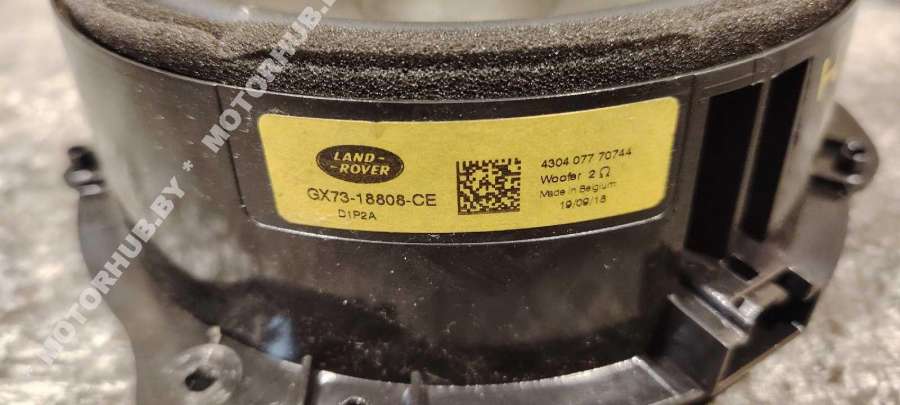 MOTORHUB.BY * MOTORHUB.BY
LAND-
-ROVER
GX73-18808-CE
D1P2A
4304 077 70744
Woofer 2 Ω
Made in Belgium
19/09/18